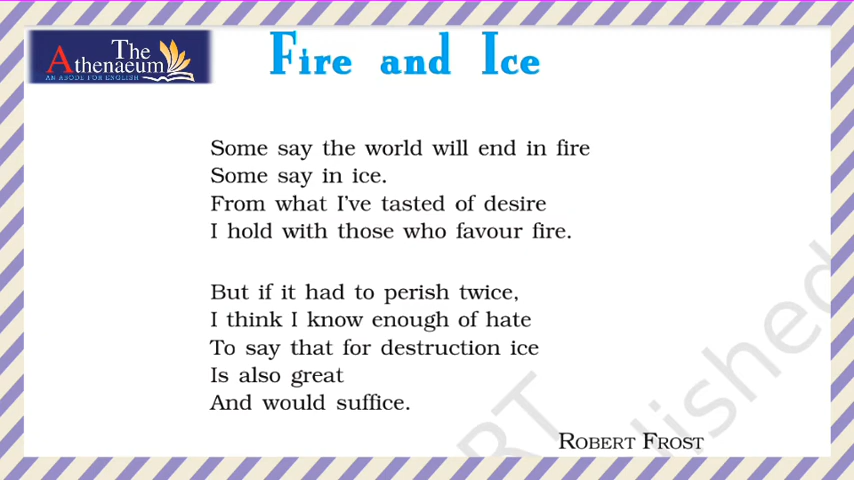 The
Athenaeum
AN ABODE FOR ENGLISH
Fire and Ice
Some say the world will end in fire
Some say in ice.
From what I've tasted of desire
I hold with those who favour fire.
But if it had to perish twice,
I think I know enough of hate
To say that for destruction ice
Is also great
And would suffice.
ROBERT FROST